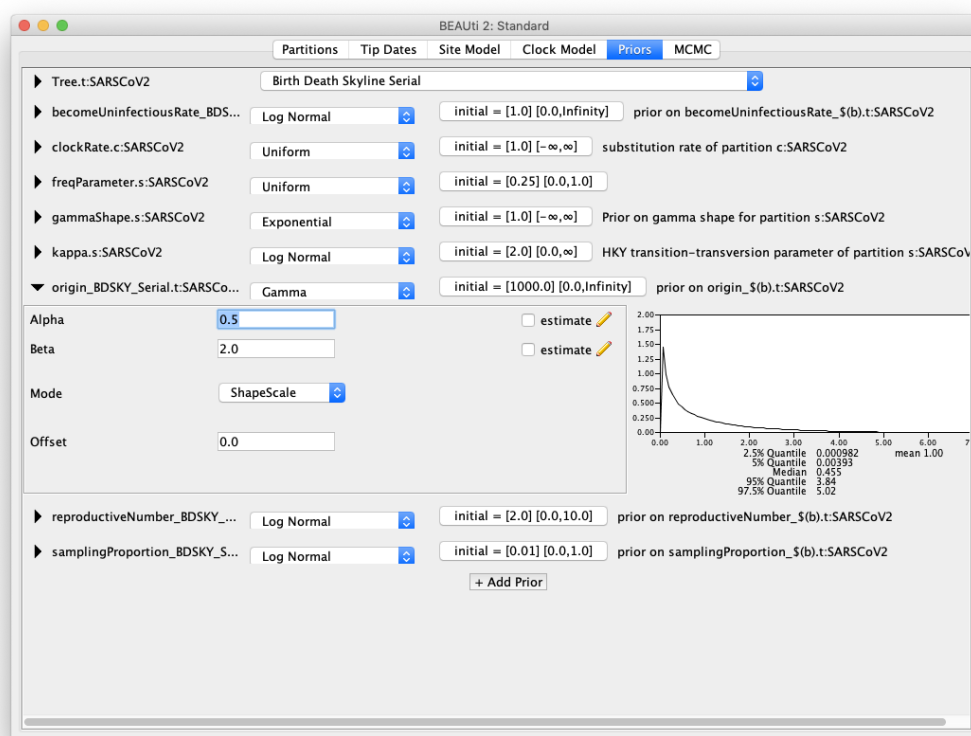 BEAUti 2: Standard
Partitions Tip Dates Site Model Clock Model Priors MCMC
Tree.t:SARSCoV2 Birth Death Skyline Serial
becomeUninfectiousRate_BDS... Log Normal initial = [1.0] [0.0,Infinity] prior on becomeUninfectiousRate_$(b).t:SARSCoV2
clockRate.c:SARSCoV2 Uniform initial = [1.0] [-∞,∞] substitution rate of partition c:SARSCoV2
freqParameter.s:SARSCoV2 Uniform initial = [0.25] [0.0,1.0]
gammaShape.s:SARSCoV2 Exponential initial = [1.0] [-∞,∞] Prior on gamma shape for partition s:SARSCoV2
kappa.s:SARSCoV2 Log Normal initial = [2.0] [0.0,∞] HKY transition-transversion parameter of partition s:SARSCoV
origin_BDSKY_Serial.t:SARSCo... Gamma initial = [1000.0] [0.0,Infinity] prior on origin_$(b).t:SARSCoV2
Alpha 0.5 estimate
Beta 2.0 estimate
Mode ShapeScale
Offset 0.0
2.00
1.75
1.50
1.25
1.00
0.750
0.500
0.250
0.00
0.00 1.00 2.00 3.00 4.00 5.00 6.00 7
2.5% Quantile 0.000982 mean 1.00
5% Quantile 0.00393
Median 0.455
95% Quantile 3.84
97.5% Quantile 5.02
reproductiveNumber_BDSKY_... Log Normal initial = [2.0] [0.0,10.0] prior on reproductiveNumber_$(b).t:SARSCoV2
samplingProportion_BDSKY_S... Log Normal initial = [0.01] [0.0,1.0] prior on samplingProportion_$(b).t:SARSCoV2
+ Add Prior